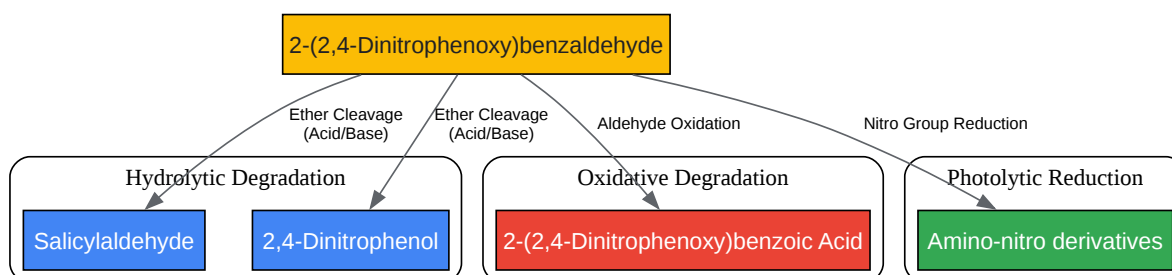 2-(2,4-Dinitrophenoxy)benzaldehyde
Ether Cleavage
(Acid/Base)
Ether Cleavage
(Acid/Base)
Aldehyde Oxidation
Nitro Group Reduction
Hydrolytic Degradation
Oxidative Degradation
Photolytic Reduction
Salicylaldehyde
2,4-Dinitrophenol
2-(2,4-Dinitrophenoxy)benzoic Acid
Amino-nitro derivatives